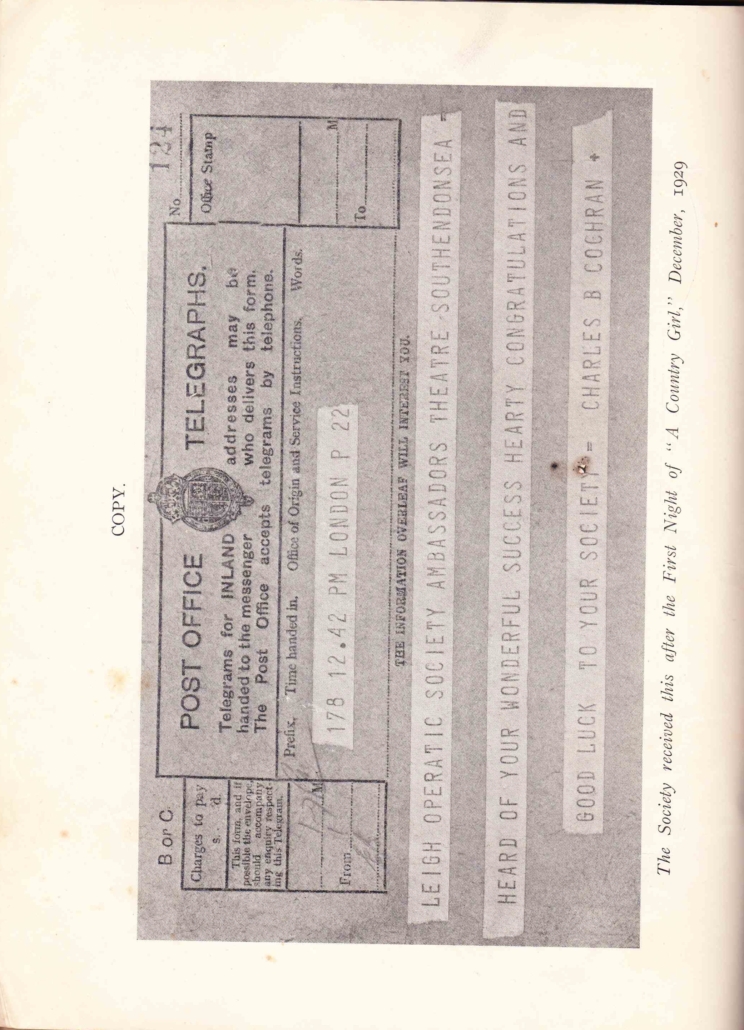 COPY.
B or C.
Charges to pay
s. d.
This form, and if
possible the envelope,
should accompany
any enquiry respect-
ing this Telegram.
M
From
POST OFFICE TELEGRAPHS.
Telegrams for INLAND addresses may be
handed to the messenger who delivers this form.
The Post Office accepts telegrams by telephone.
Prefix. Time handed in. Office of Origin and Service Instructions. Words.
178 12.42 PM LONDON P 22
No. 124
Office Stamp
M
To
THE INFORMATION OVERLEAF WILL INTEREST YOU.
LEIGH OPERATIC SOCIETY AMBASSADORS THEATRE SOUTHENDONSEA =
HEARD OF YOUR WONDERFUL SUCCESS HEARTY CONGRATULATIONS AND
GOOD LUCK TO YOUR SOCIETY = CHARLES B COCHRAN +
The Society received this after the First Night of "A Country Girl," December, 1929